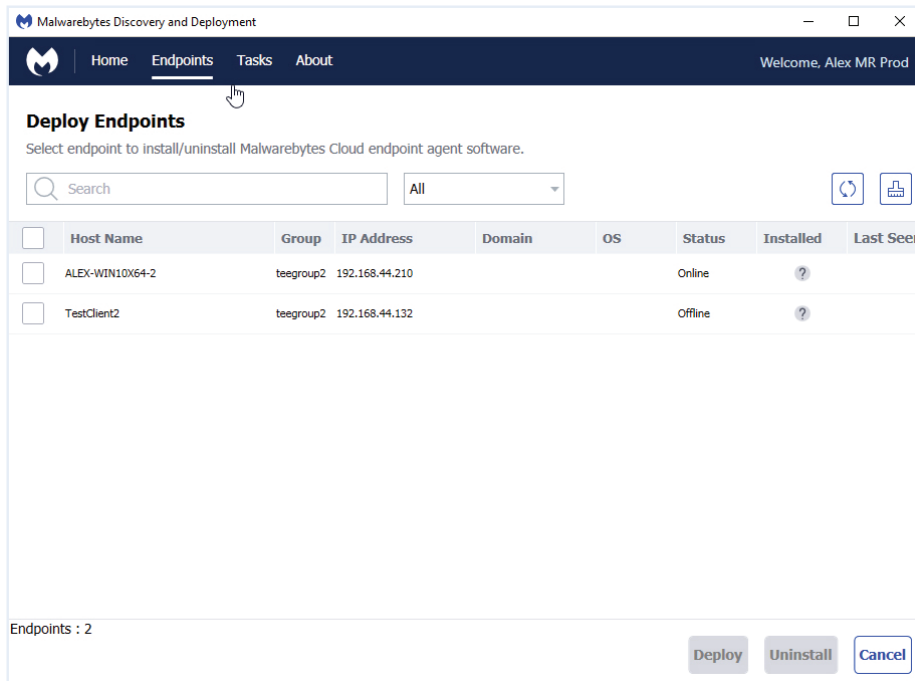 Malwarebytes Discovery and Deployment
Home Endpoints Tasks About Welcome, Alex MR Prod
Deploy Endpoints
Select endpoint to install/uninstall Malwarebytes Cloud endpoint agent software.
Search All
Host Name Group IP Address Domain OS Status Installed Last Seen
ALEX-WIN10X64-2 teegroup2 192.168.44.210 Online ?
TestClient2 teegroup2 192.168.44.132 Offline ?
Endpoints : 2
Deploy Uninstall Cancel